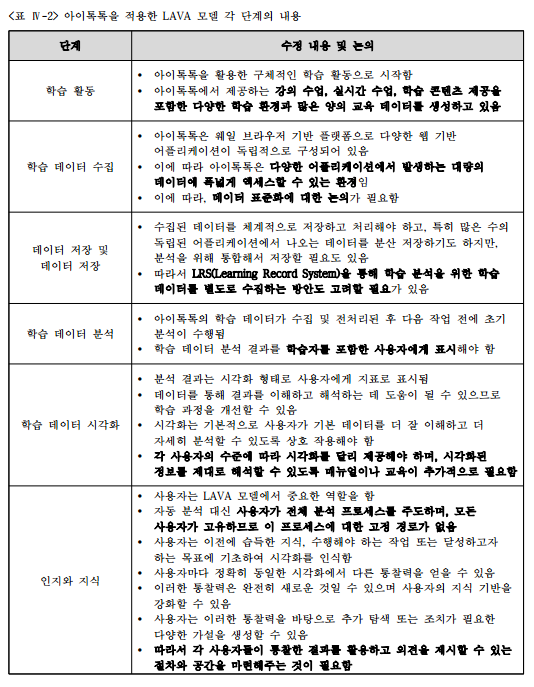 <표 Ⅳ-2> 아이톡톡을 적용한 LAVA 모델 각 단계의 내용
단계
수정 내용 및 논의
학습 활동
• 아이톡톡을 활용한 구체적인 학습 활동으로 시작함
• 아이톡톡에서 제공하는 강의 수업, 실시간 수업, 학습 콘텐츠 제공을
포함한 다양한 학습 환경과 많은 양의 교육 데이터를 생성하고 있음
학습 데이터 수집
• 아이톡톡은 웨일 브라우저 기반 플랫폼으로 다양한 웹 기반
어플리케이션이 독립적으로 구성되어 있음
• 이에 따라 아이톡톡은 다양한 어플리케이션에서 발생하는 대량의
데이터에 폭넓게 액세스할 수 있는 환경임
• 이에 따라, 데이터 표준화에 대한 논의가 필요함
데이터 저장 및
데이터 저장
• 수집된 데이터를 체계적으로 저장하고 처리해야 하고, 특히 많은 수의
독립된 어플리케이션에서 나오는 데이터를 분산 저장하기도 하지만,
분석을 위해 통합해서 저장할 필요도 있음
• 따라서 LRS(Learning Record System)을 통해 학습 분석을 위한 학습
데이터를 별도로 수집하는 방안도 고려할 필요가 있음
학습 데이터 분석
• 아이톡톡의 학습 데이터가 수집 및 전처리된 후 다음 작업 전에 초기
분석이 수행됨
• 학습 데이터 분석 결과를 학습자를 포함한 사용자에게 표시해야 함
학습 데이터 시각화
• 분석 결과는 시각화 형태로 사용자에게 지표로 표시됨
• 데이터를 통해 결과를 이해하고 해석하는 데 도움이 될 수 있으므로
학습 과정을 개선할 수 있음
• 시각화는 기본적으로 사용자가 기본 데이터를 더 잘 이해하고 더
자세히 분석할 수 있도록 상호 작용해야 함
• 각 사용자의 수준에 따라 시각화를 달리 제공해야 하며, 시각화된
정보를 제대로 해석할 수 있도록 매뉴얼이나 교육이 추가적으로 필요함
인지와 지식
• 사용자는 LAVA 모델에서 중요한 역할을 함
• 자동 분석 대신 사용자가 전체 분석 프로세스를 주도하며, 모든
사용자가 고유하므로 이 프로세스에 대한 고정 경로가 없음
• 사용자는 이전에 습득한 지식, 수행해야 하는 작업 또는 달성하고자
하는 목표에 기초하여 시각화를 인식함
• 사용자마다 정확히 동일한 시각화에서 다른 통찰력을 얻을 수 있음
• 이러한 통찰력은 완전히 새로운 것일 수 있으며 사용자의 지식 기반을
강화할 수 있음
• 사용자는 이러한 통찰력을 바탕으로 추가 탐색 또는 조치가 필요한
다양한 가설을 생성할 수 있음
• 따라서 각 사용자들이 통찰한 결과를 활용하고 의견을 제시할 수 있는
절차와 공간을 마련해주는 것이 필요함